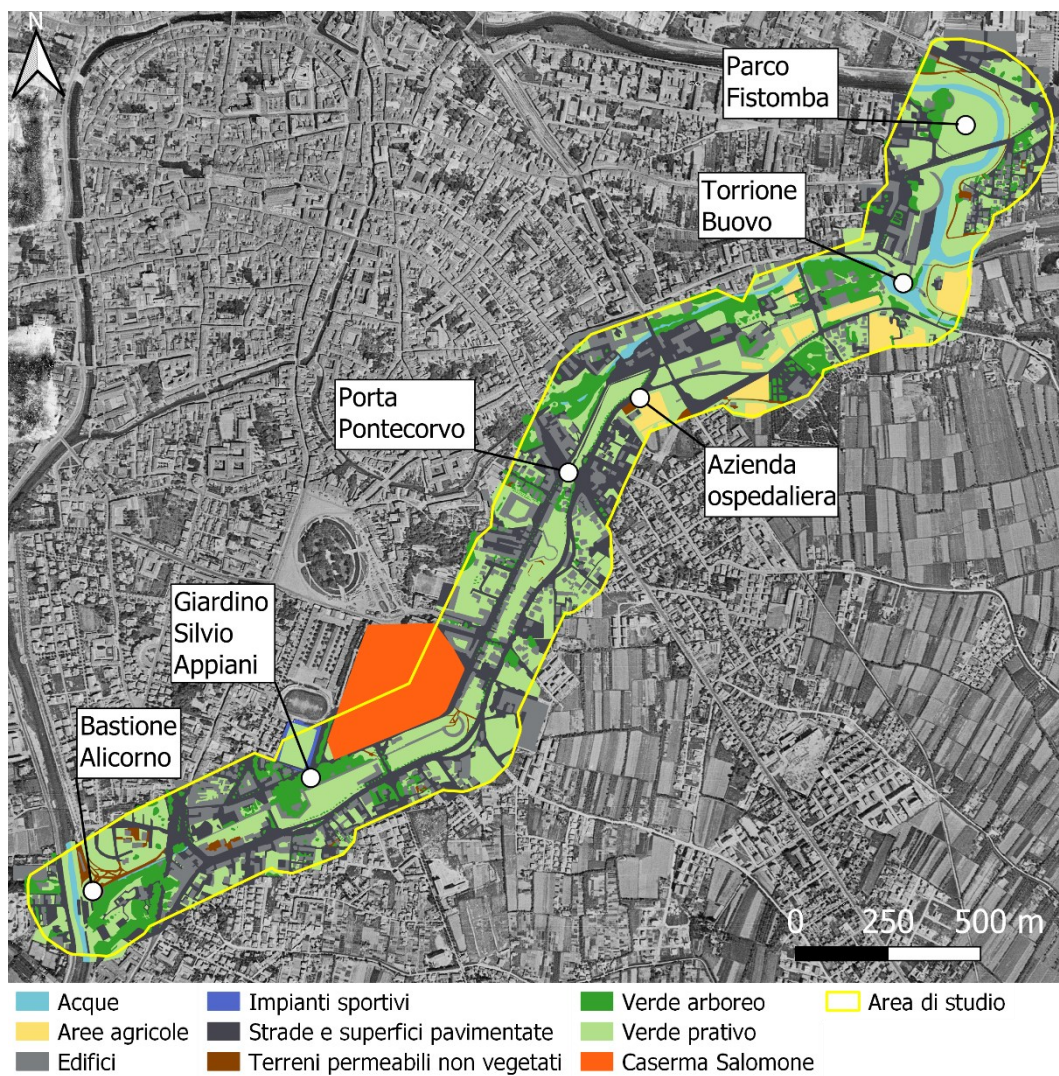 N
Parco
Fistomba
Torrione
Buovo
Porta
Pontecorvo
Azienda
ospedaliera
Giardino
Silvio
Appiani
Bastione
Alicorno
0 250 500 m
Acque
Impianti sportivi
Verde arboreo
Area di studio
Aree agricole
Strade e superfici pavimentate
Verde prativo
Edifici
Terreni permeabili non vegetati
Caserma Salomone